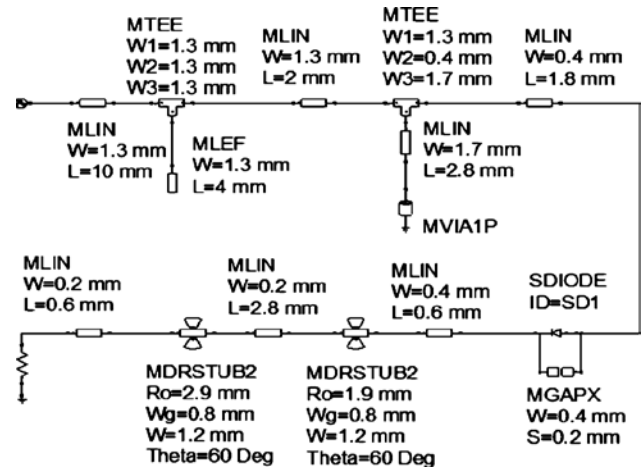 MTEE
W1=1.3 mm
W2=1.3 mm
W3=1.3 mm
MLIN
W=1.3 mm
L=2 mm
MTEE
W1=1.3 mm
W2=0.4 mm
W3=1.7 mm
MLIN
W=0.4 mm
L=1.8 mm
MLIN
W=1.3 mm
L=10 mm
MLEF
W=1.3 mm
L=4 mm
MLIN
W=1.7 mm
L=2.8 mm
MVIA1P
MLIN
W=0.2 mm
L=0.6 mm
MLIN
W=0.2 mm
L=2.8 mm
MLIN
W=0.4 mm
L=0.6 mm
SDIODE
ID=SD1
MDRSTUB2
Ro=2.9 mm
Wg=0.8 mm
W=1.2 mm
Theta=60 Deg
MDRSTUB2
Ro=1.9 mm
Wg=0.8 mm
W=1.2 mm
Theta=60 Deg
MGAPX
W=0.4 mm
S=0.2 mm